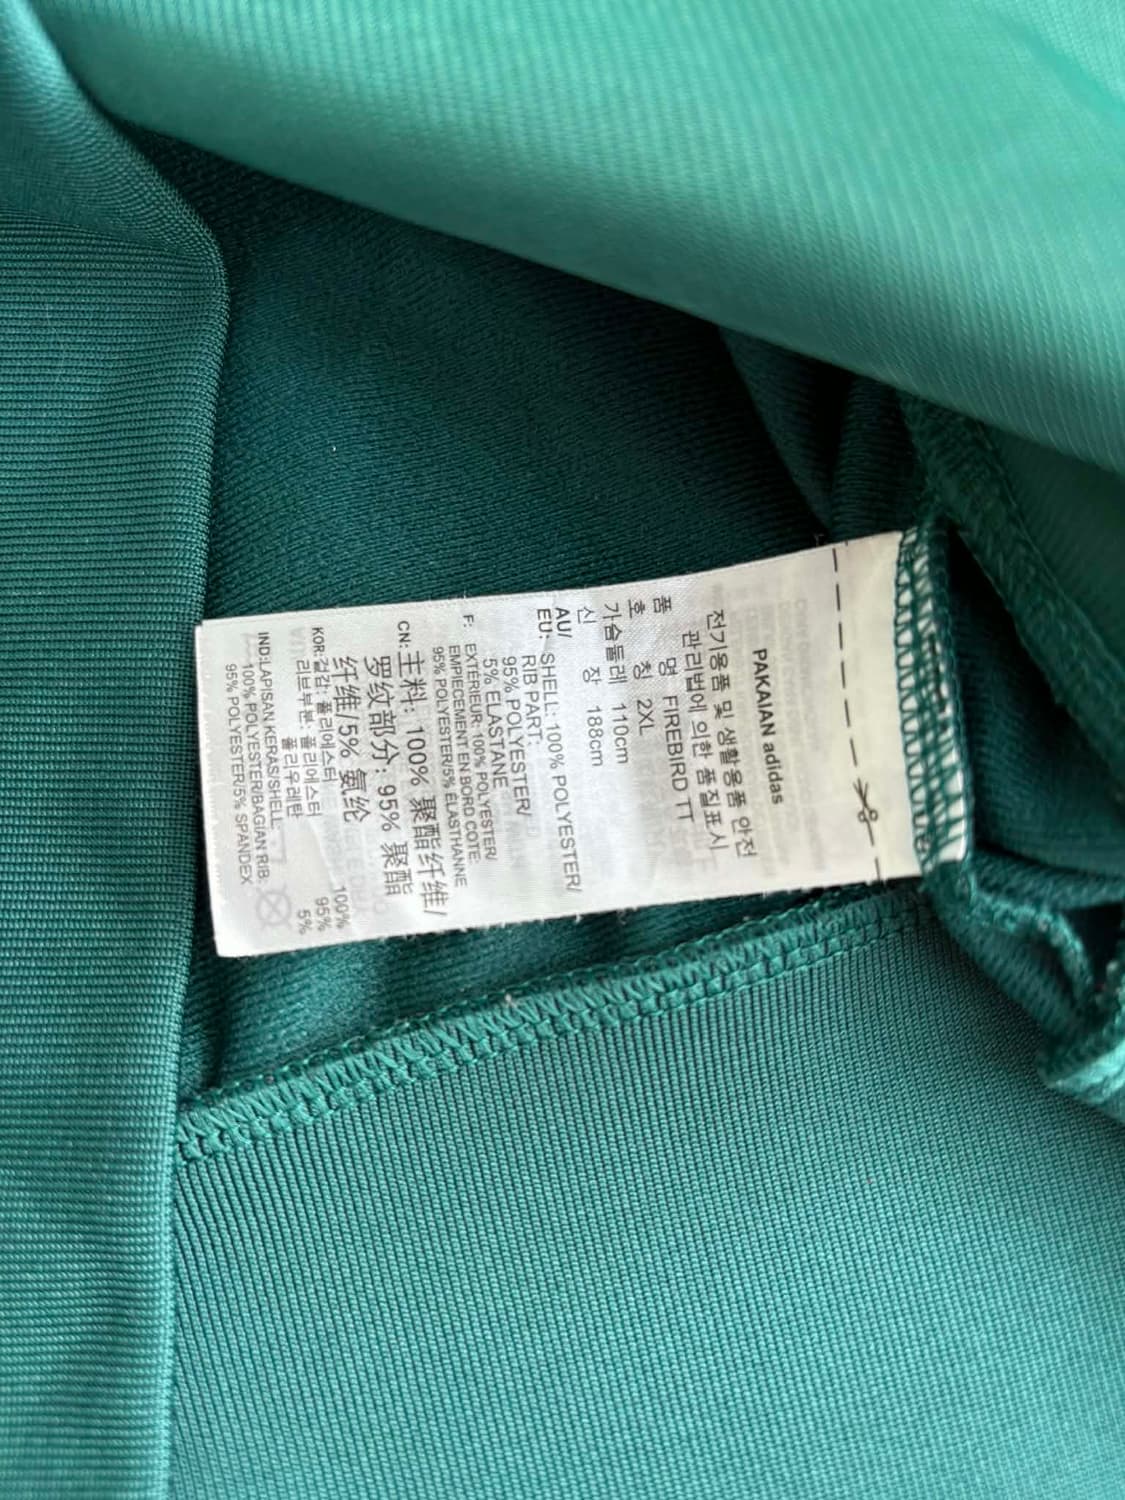 PAKAIAN adidas
전기용품 및 생활용품 안전
관리법에 의한 품질표시
품 명 FIREBIRD TT
호 칭 2XL
가슴둘레 110cm
신 장 188cm
AU/
EU: SHELL: 100% POLYESTER/
RIB PART:
95% POLYESTER/
5% ELASTANE
F: EXTERIEUR: 100% POLYESTER/
EMPIECEMENT EN BORD COTE:
95% POLYESTER/5% ELASTHANNE
CN: 主料: 100% 聚酯纤维/
罗纹部分: 95% 聚酯
纤维/5% 氨纶
KOR: 겉감: 폴리에스터 100%
리브부분: 폴리에스터 95%
폴리우레탄 5%
IND:LAPISAN KERAS/SHELL:
100% POLYESTER/BAGIAN RIB:
95% POLYESTER/5% SPANDEX